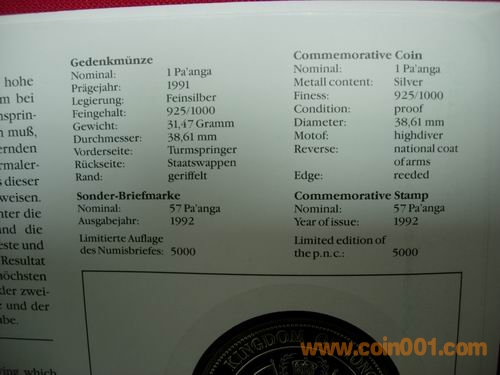 hohe
m bei
nsprin-
n muß,
ernden
rmaler-
s dieser
weisen.
nter die
und die
este und
Resultat
höchsten
der zwei-
e und der
abe.
ving which
Gedenkmünze
Nominal: 1 Pa'anga
Prägejahr: 1991
Legierung: Feinsilber
Feingehalt: 925/1000
Gewicht: 31,47 Gramm
Durchmesser: 38,61 mm
Vorderseite: Turmspringer
Rückseite: Staatswappen
Rand: geriffelt
Sonder-Briefmarke
Nominal: 57 Pa'anga
Ausgabejahr: 1992
Limitierte Auflage
des Numisbriefes: 5000
Commemorative Coin
Nominal: 1 Pa'anga
Metall content: Silver
Finess: 925/1000
Condition: proof
Diameter: 38,61 mm
Motof: highdiver
Reverse: national coat
of arms
Edge: reeded
Commemorative Stamp
Nominal: 57 Pa'anga
Year of issue: 1992
Limited edition of
the p.n.c.: 5000
KINGDOM
www.coin001.com